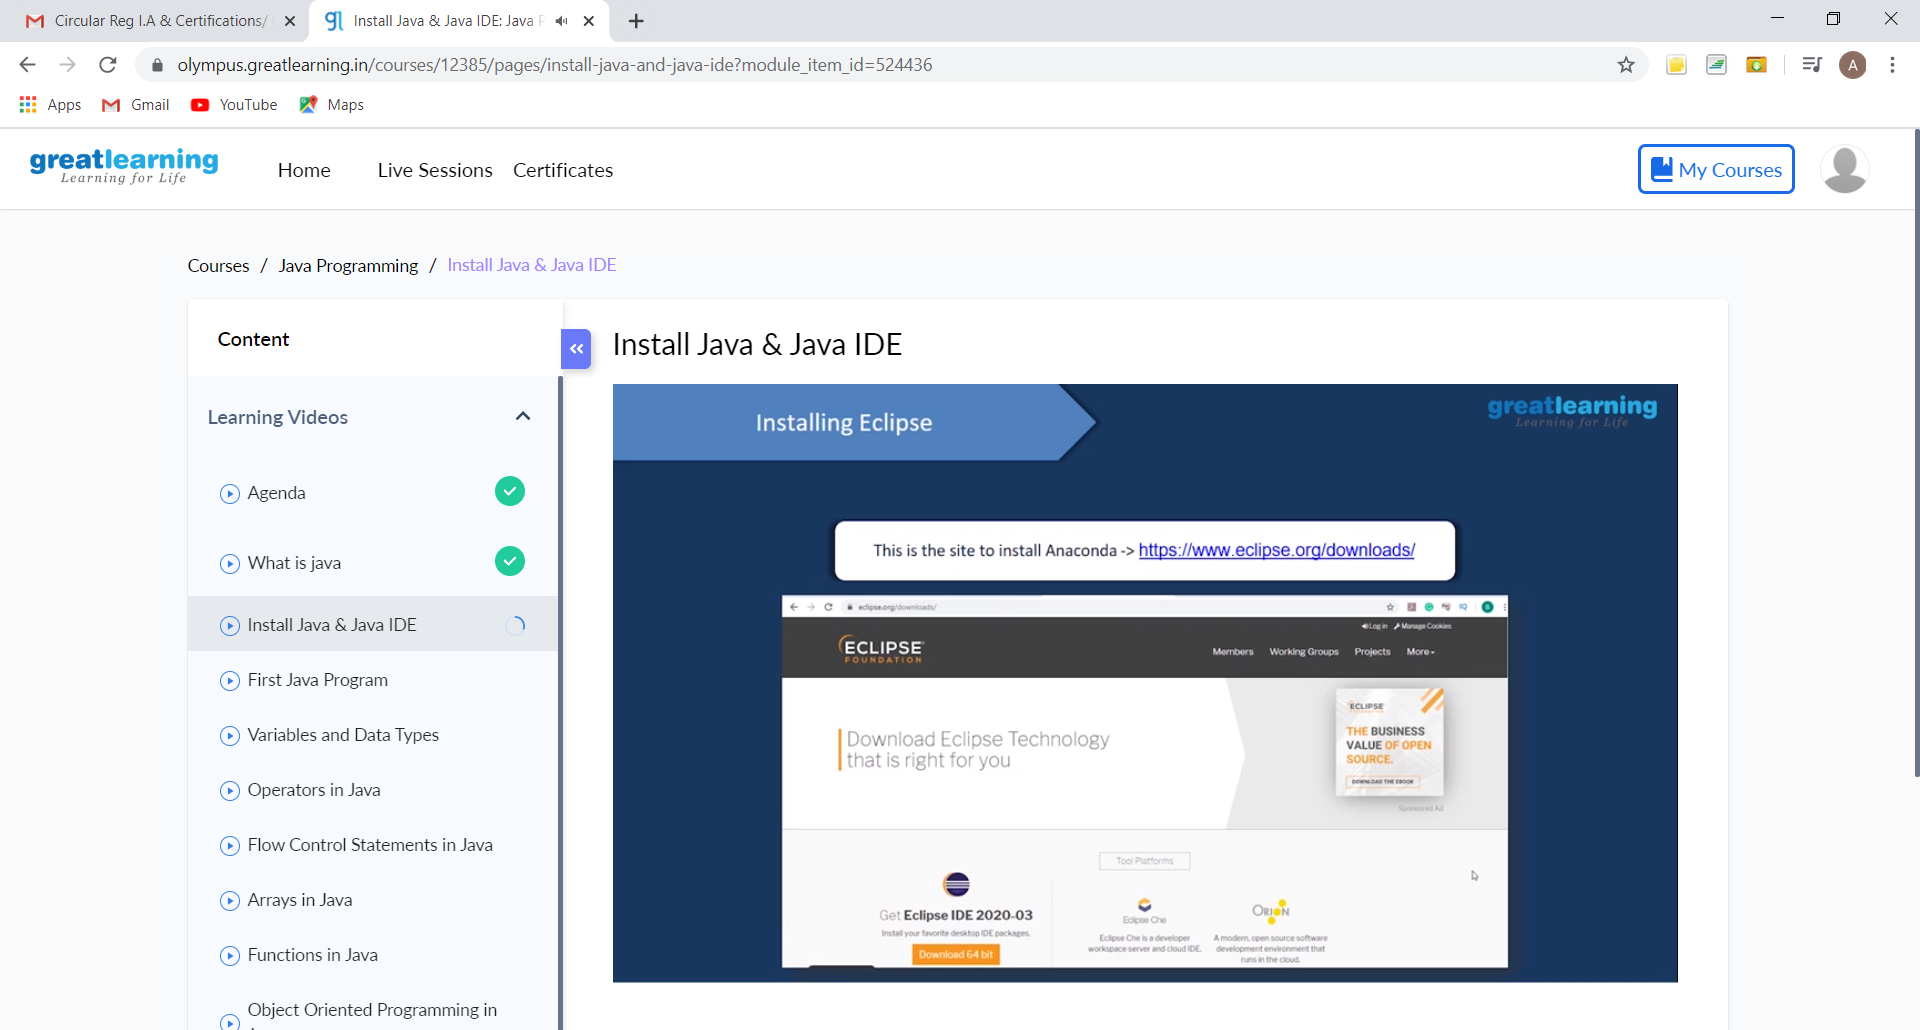 Circular Reg I.A & Certifications/
gl Install Java & Java IDE: Java P
olympus.greatlearning.in/courses/12385/pages/install-java-and-java-ide?module_item_id=524436
A
Apps Gmail YouTube Maps
greatlearning
Learning for Life
Home Live Sessions Certificates
My Courses
Courses / Java Programming / Install Java & Java IDE
Content
Learning Videos
Agenda
What is java
Install Java & Java IDE
First Java Program
Variables and Data Types
Operators in Java
Flow Control Statements in Java
Arrays in Java
Functions in Java
Object Oriented Programming in
Install Java & Java IDE
Installing Eclipse
greatlearning
Learning for Life
This is the site to install Anaconda -> https://www.eclipse.org/downloads/
eclipse.org/downloads/
Log in Manage Cookies
ECLIPSE
FOUNDATION
Members Working Groups Projects More
Download Eclipse Technology
that is right for you
ECLIPSE
FOUNDATION
THE BUSINESS
VALUE OF OPEN
SOURCE.
DOWNLOAD THE EBOOK
Sponsored Ad
Tool Platforms
Get Eclipse IDE 2020-03
Install your favorite desktop IDE packages.
Download 64 bit
Eclipse Che
Eclipse Che is a developer
workspace server and cloud IDE.
ORION
A modern, open source software
development environment that
runs in the cloud.